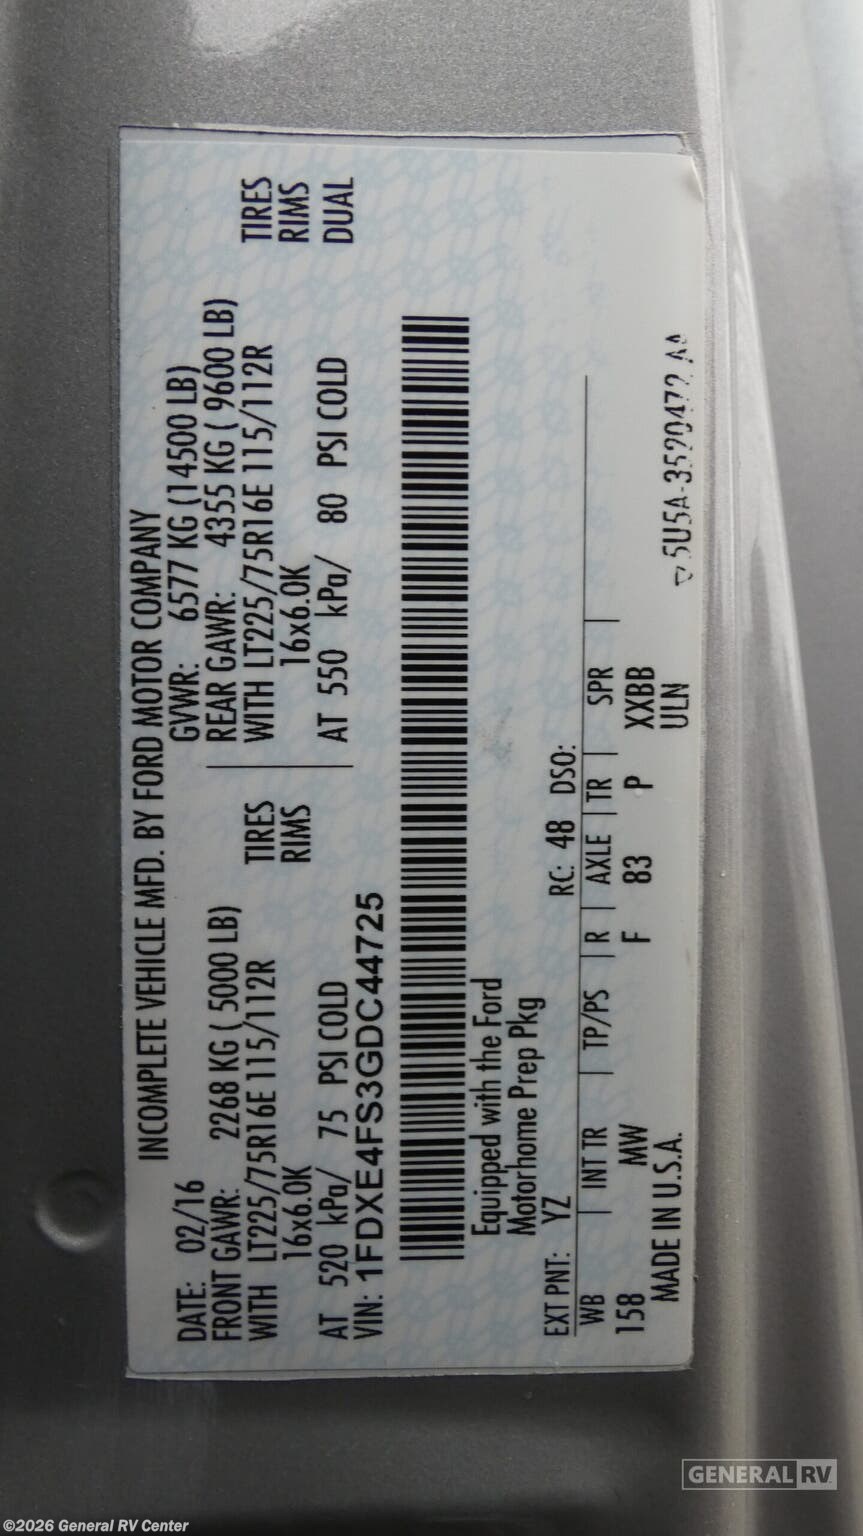 INCOMPLETE VEHICLE MFD. BY FORD MOTOR COMPANY
DATE: 02/16 GVWR: 6577 KG (14500 LB)
FRONT GAWR: 2268 KG ( 5000 LB) REAR GAWR: 4355 KG ( 9600 LB)
WITH LT225/75R16E 115/112R TIRES WITH LT225/75R16E 115/112R TIRES
16x6.0K RIMS 16x6.0K RIMS
AT 520 kPa/ 75 PSI COLD AT 550 kPa/ 80 PSI COLD DUAL
VIN: 1FDXE4FS3GDC44725
Equipped with the Ford
Motorhome Prep Pkg
EXT PNT: YZ RC: 48 DSO:
WB INT TR TP/PS R AXLE TR SPR
158 MW F 83 P XXBB
MADE IN U.S.A. ULN
5U5A-3520472 AA
GENERAL RV
©2026 General RV Center